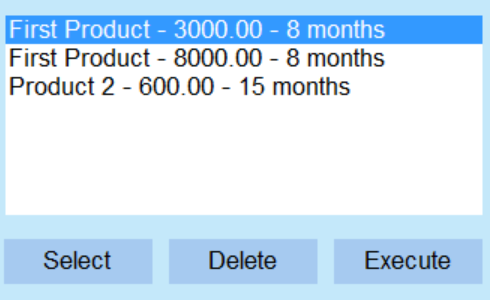 First Product - 3000.00 - 8 months
First Product - 8000.00 - 8 months
Product 2 - 600.00 - 15 months
Select Delete Execute